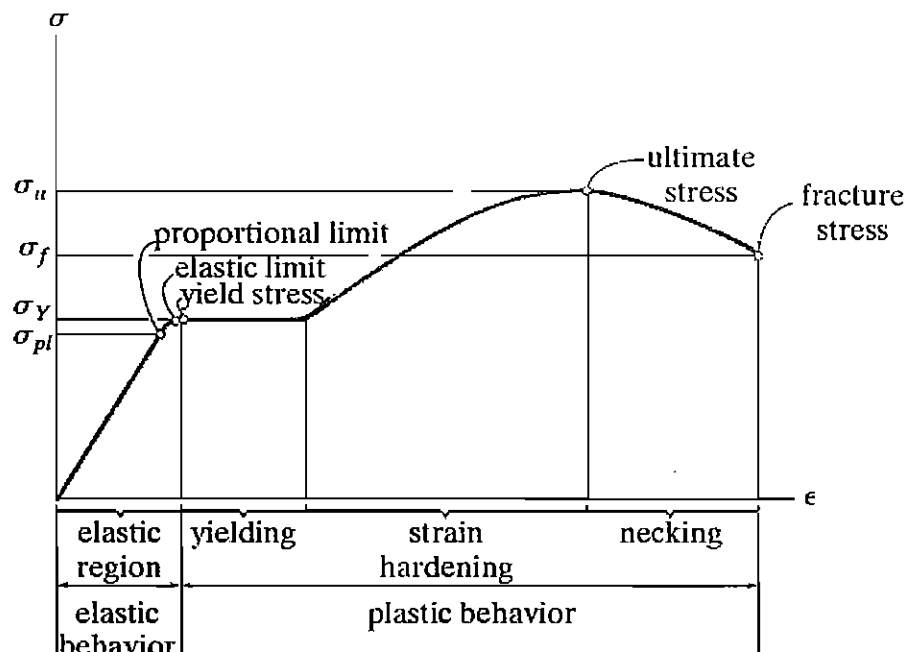 σ
ultimate
stress
fracture
stress
σ_u
proportional limit
σ_f
elastic limit
yield stress
σ_Y
σ_pl
ϵ
elastic
region
yielding
strain
hardening
necking
elastic
behavior
plastic behavior